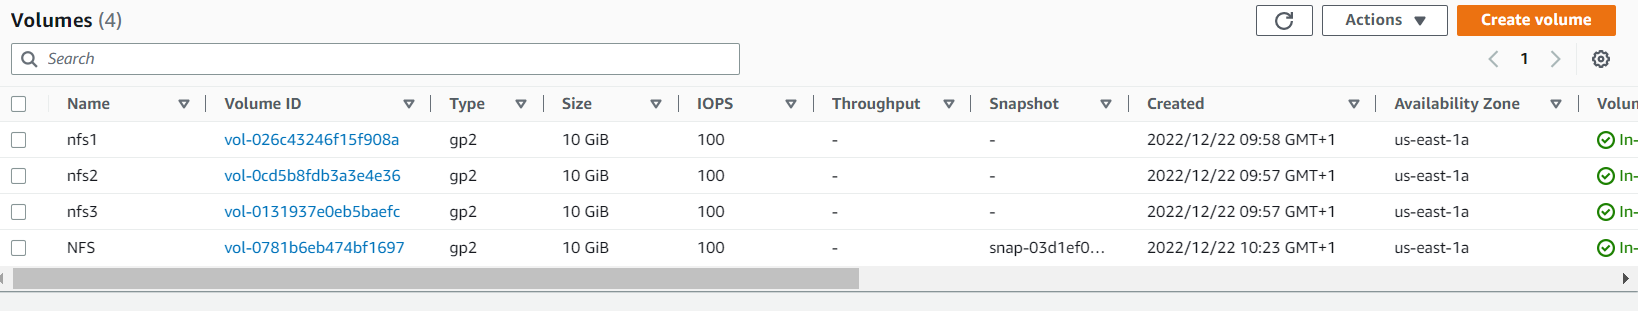 Volumes (4)
Actions
Create volume
Search
1
Name Volume ID Type Size IOPS Throughput Snapshot Created Availability Zone Volun
nfs1 vol-026c43246f15f908a gp2 10 GiB 100 - - 2022/12/22 09:58 GMT+1 us-east-1a In-
nfs2 vol-0cd5b8fdb3a3e4e36 gp2 10 GiB 100 - - 2022/12/22 09:57 GMT+1 us-east-1a In-
nfs3 vol-0131937e0eb5baefc gp2 10 GiB 100 - - 2022/12/22 09:57 GMT+1 us-east-1a In-
NFS vol-0781b6eb474bf1697 gp2 10 GiB 100 - snap-03d1ef0... 2022/12/22 10:23 GMT+1 us-east-1a In-